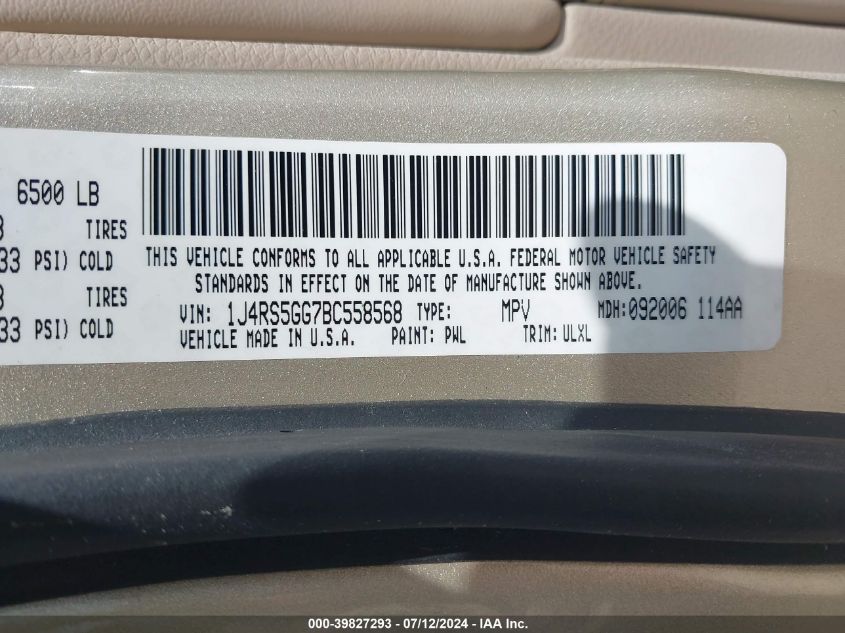 6500 LB
3 TIRES
33 PSI) COLD
3 TIRES
33 PSI) COLD
THIS VEHICLE CONFORMS TO ALL APPLICABLE U.S.A. FEDERAL MOTOR VEHICLE SAFETY
STANDARDS IN EFFECT ON THE DATE OF MANUFACTURE SHOWN ABOVE.
VIN: 1J4RS5GG7BC558568 TYPE: MPV MDH:092006 114AA
VEHICLE MADE IN U.S.A. PAINT: PWL TRIM: ULXL
000-39827293 - 07/12/2024 - IAA Inc.